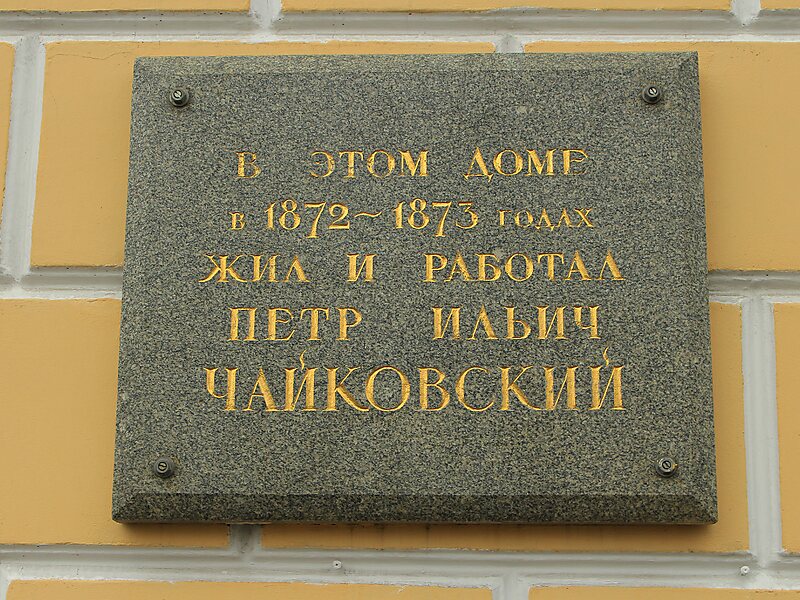 В ЭТОМ ДОМЕ
в 1872~1873 годах
ЖИЛ И РАБОТАЛ
ПЕТР ИЛЬИЧ
ЧАЙКОВСКИЙ